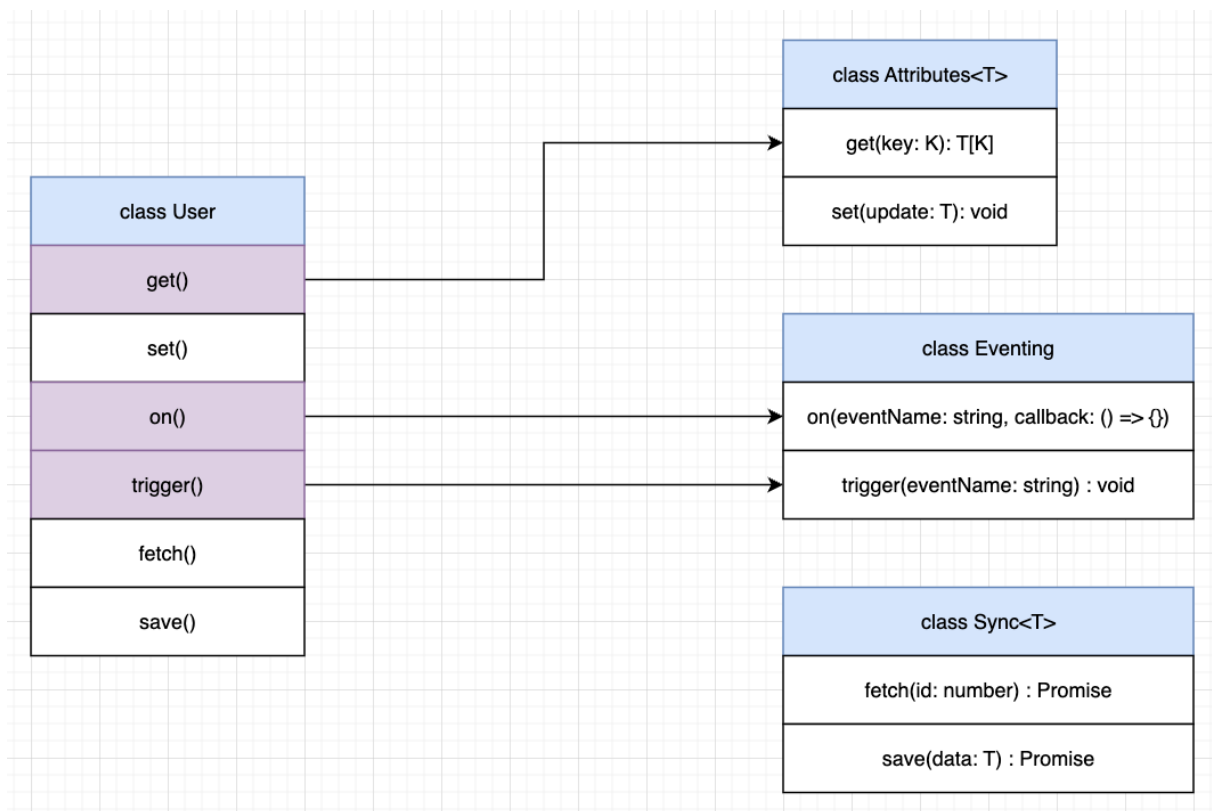 class User
get()
set()
on()
trigger()
fetch()
save()
class Attributes<T>
get(key: K): T[K]
set(update: T): void
class Eventing
on(eventName: string, callback: () => {})
trigger(eventName: string) : void
class Sync<T>
fetch(id: number) : Promise
save(data: T) : Promise